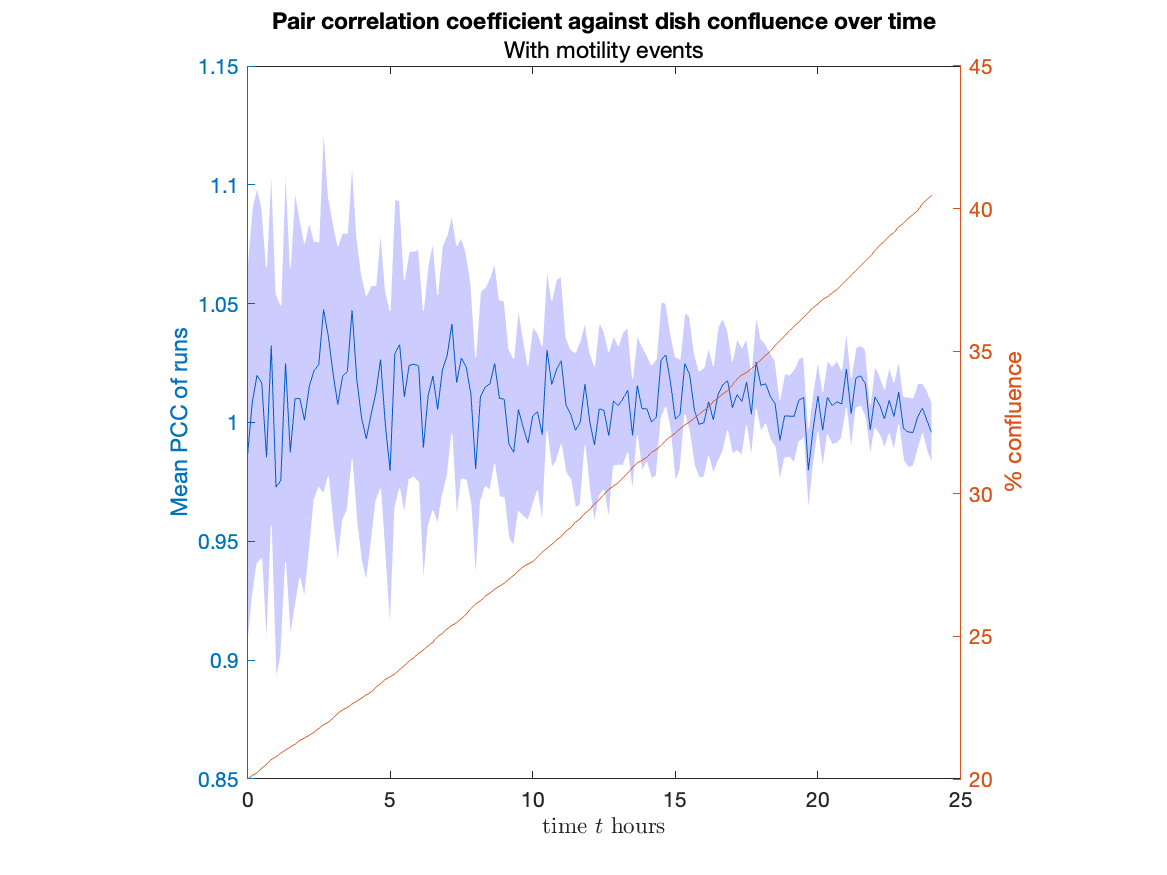 Pair correlation coefficient against dish confluence over time
With motility events
Mean PCC of runs
1.15
1.1
1.05
1
0.95
0.9
0.85
45
40
35
30
25
20
% confluence
0 5 10 15 20 25
time t hours